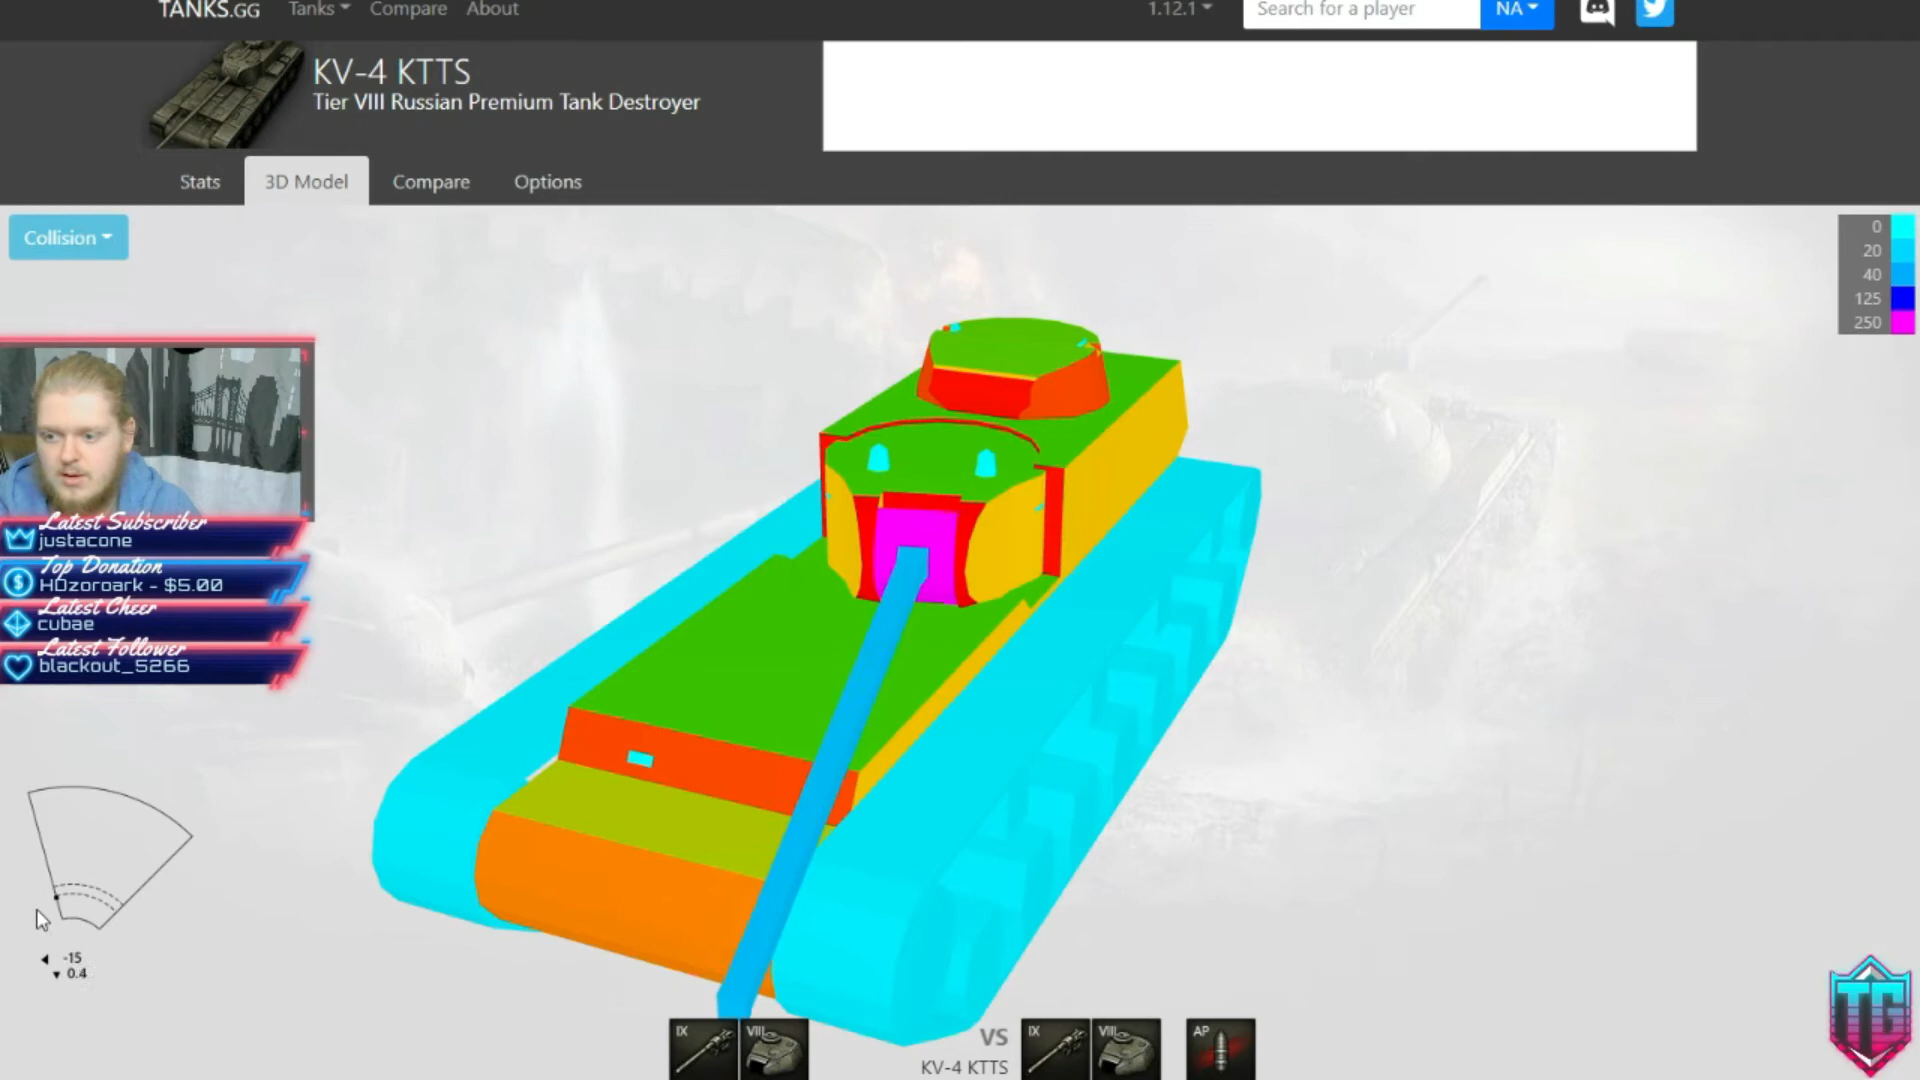 TANKS.GG Tanks Compare About 1.12.1 Search for a player NA
KV-4 KTTS
Tier VIII Russian Premium Tank Destroyer
Stats 3D Model Compare Options
Collision
0
20
40
125
250
Latest Subscriber
justacone
Top Donation
HDzoroark - $5.00
Latest Cheer
cubae
Latest Follower
blackout_5266
-15
0.4
IX VIII VS IX VIII AP
KV-4 KTTS
TG